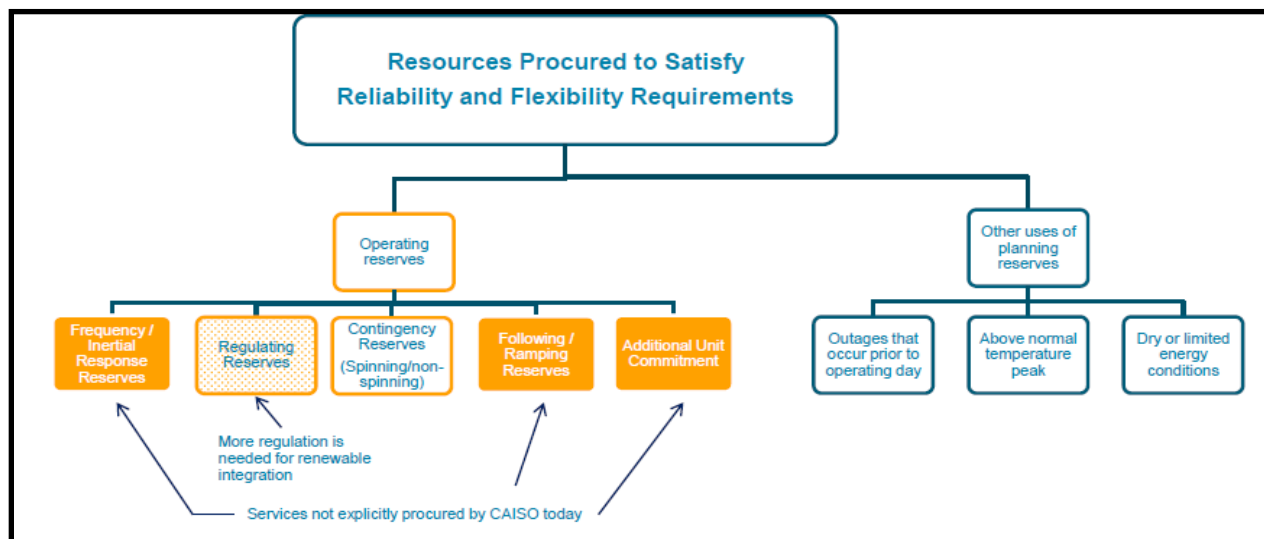 Resources Procured to Satisfy
Reliability and Flexibility Requirements
Operating
reserves
Other uses of
planning
reserves
Frequency /
Inertial
Response
Reserves
Regulating
Reserves
Contingency
Reserves
(Spinning/non-
spinning)
Following /
Ramping
Reserves
Additional Unit
Commitment
Outages that
occur prior to
operating day
Above normal
temperature
peak
Dry or limited
energy
conditions
More regulation is
needed for renewable
integration
Services not explicitly procured by CAISO today